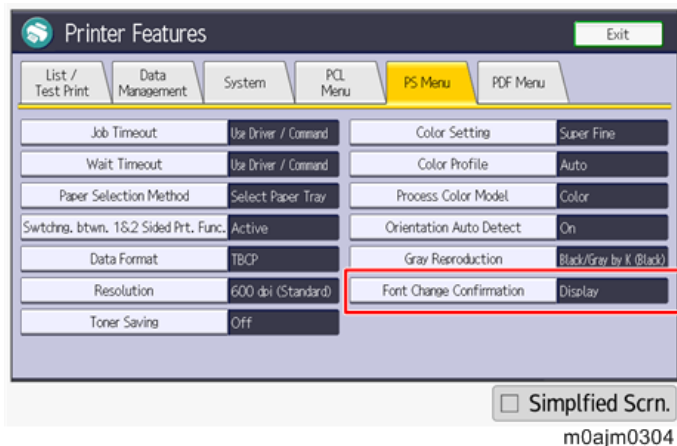 Printer Features
Exit
List /
Test Print
Data
Management
System
PCL
Menu
PS Menu
PDF Menu
Job Timeout
Use Driver / Command
Color Setting
Super Fine
Wait Timeout
Use Driver / Command
Color Profile
Auto
Paper Selection Method
Select Paper Tray
Process Color Model
Color
Swtchng. btwn. 1&2 Sided Prt. Func.
Active
Orientation Auto Detect
On
Data Format
TBCP
Gray Reproduction
Black/Gray by K (Black)
Resolution
600 dpi (Standard)
Font Change Confirmation
Display
Toner Saving
Off
Simplfied Scrn.
m0ajm0304